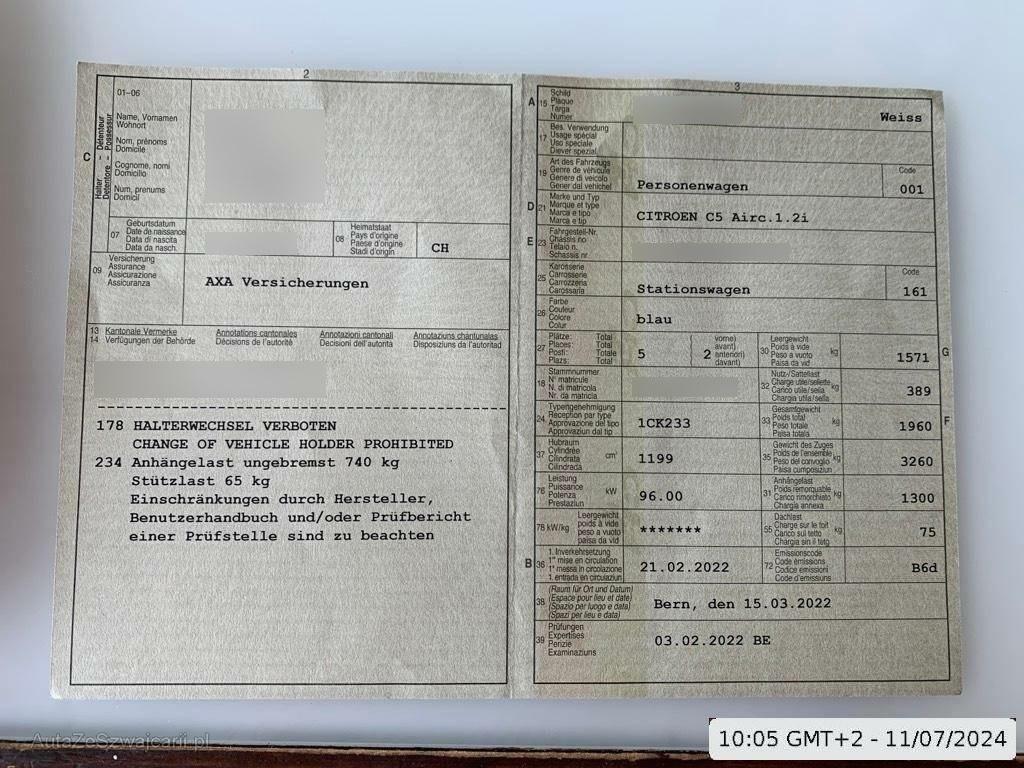 2
01–06
Name, Vornamen
Wohnort
Nom, prénoms
Domicile
Cognome, nomi
Domicilio
Num, prenums
Domicil
C
Halter - Détenteur
Detentore - Possessur
07
Geburtsdatum
Date de naissance
Data di nascita
Data da nasch.
08
Heimatstaat
Pays d'origine
Paese d'origine
Stadi d'origin
CH
09
Versicherung
Assurance
Assicurazione
Assicuranza
AXA Versicherungen
13 Kantonale Vermerke Annotations cantonales Annotazioni cantonali Annotaziuns chantunalas
14 Verfügungen der Behörde Décisions de l'autorité Decisioni dell'autorità Disposiziuns da l'autoritad
178 HALTERWECHSEL VERBOTEN
CHANGE OF VEHICLE HOLDER PROHIBITED
234 Anhängelast ungebremst 740 kg
Stützlast 65 kg
Einschränkungen durch Hersteller,
Benutzerhandbuch und/oder Prüfbericht
einer Prüfstelle sind zu beachten
3
A 15
Schild
Plaque
Targa
Numer
Weiss
17
Bes. Verwendung
Usage spécial
Uso speciale
Diever spezial
19
Art des Fahrzeugs
Genre de véhicule
Genere di veicolo
Gener dal vehichel
Personenwagen
Code
001
D 21
Marke und Typ
Marque et type
Marca e tipo
Marca e tip
CITROEN C5 Airc.1.2i
E 23
Fahrgestell-Nr.
Châssis no
Telaio n.
Schassis nr.
25
Karosserie
Carrosserie
Carrozzeria
Carossaria
Stationswagen
Code
161
26
Farbe
Couleur
Colore
Colur
blau
27
Plätze: Total
Places: Total
Posti: Totale
Plazs: Total
5
2
vorne)
avant)
anteriori)
davant)
30
Leergewicht
Poids à vide
Peso a vuoto
Paisa da vid
kg
1571
G
18
Stammnummer
N° matricule
N. di matricola
Nr. da matricla
32
Nutz-/Sattellast
Charge utile/sellette
Carico utile/sella
Chargia utila/sella
kg
389
24
Typengenehmigung
Réception par type
Approvazione del tipo
Approvaziun dal tip
1CK233
33
Gesamtgewicht
Poids total
Peso totale
Paisa totala
kg
1960
F
37
Hubraum
Cylindrée
Cilindrata
Cilindrada
cm³
1199
35
Gewicht des Zuges
Poids de l'ensemble
Peso del convoglio
Paisa cumposiziun
kg
3260
76
Leistung
Puissance
Potenza
Prestaziun
kW
96.00
31
Anhängelast
Poids remorquable
Carico rimorchiato
Chargia annexa
kg
1300
78 kW/kg
Leergewicht
poids à vide
peso a vuoto
paisa da vid
*******
55
Dachlast
Charge sur le toit
Carico sul tetto
Chargia sin il tetg
kg
75
B 36
1. Inverkehrsetzung
1re mise en circulation
1a messa in circolazione
1. entrada en circulaziun
21.02.2022
72
Emissionscode
Code émissions
Codice emissioni
Code d'emissiuns
B6d
38
(Raum für Ort und Datum)
(Espace pour lieu et date)
(Spazio per luogo e data)
(Spazi per lieu e data)
Bern, den 15.03.2022
39
Prüfungen
Expertises
Perizie
Examinaziuns
03.02.2022 BE
AutaZeSzwajcarii.pl
10:05 GMT+2 - 11/07/2024